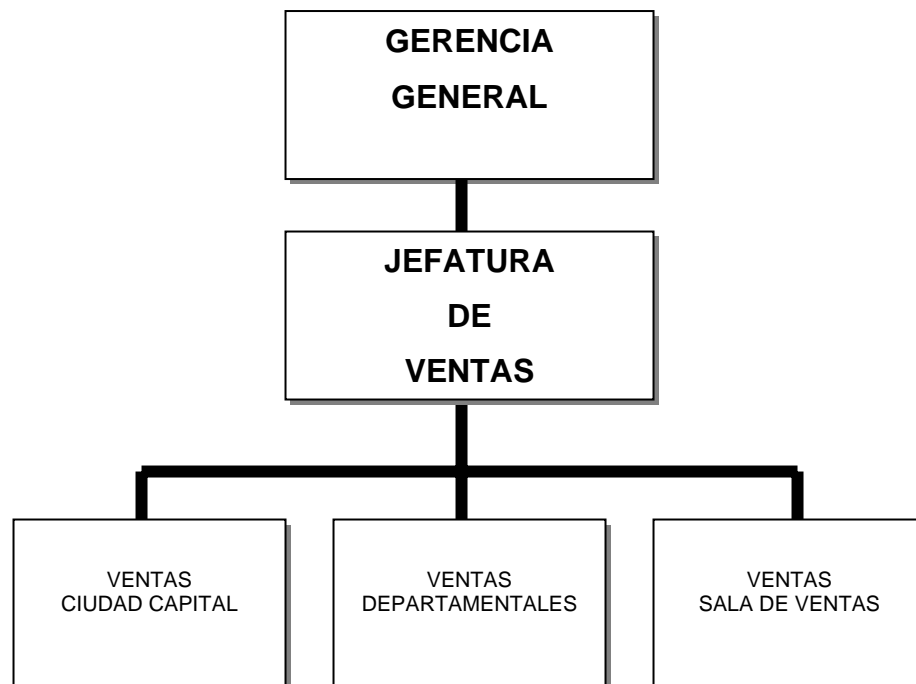 GERENCIA
GENERAL
JEFATURA
DE
VENTAS
VENTAS
CIUDAD CAPITAL
VENTAS
DEPARTAMENTALES
VENTAS
SALA DE VENTAS